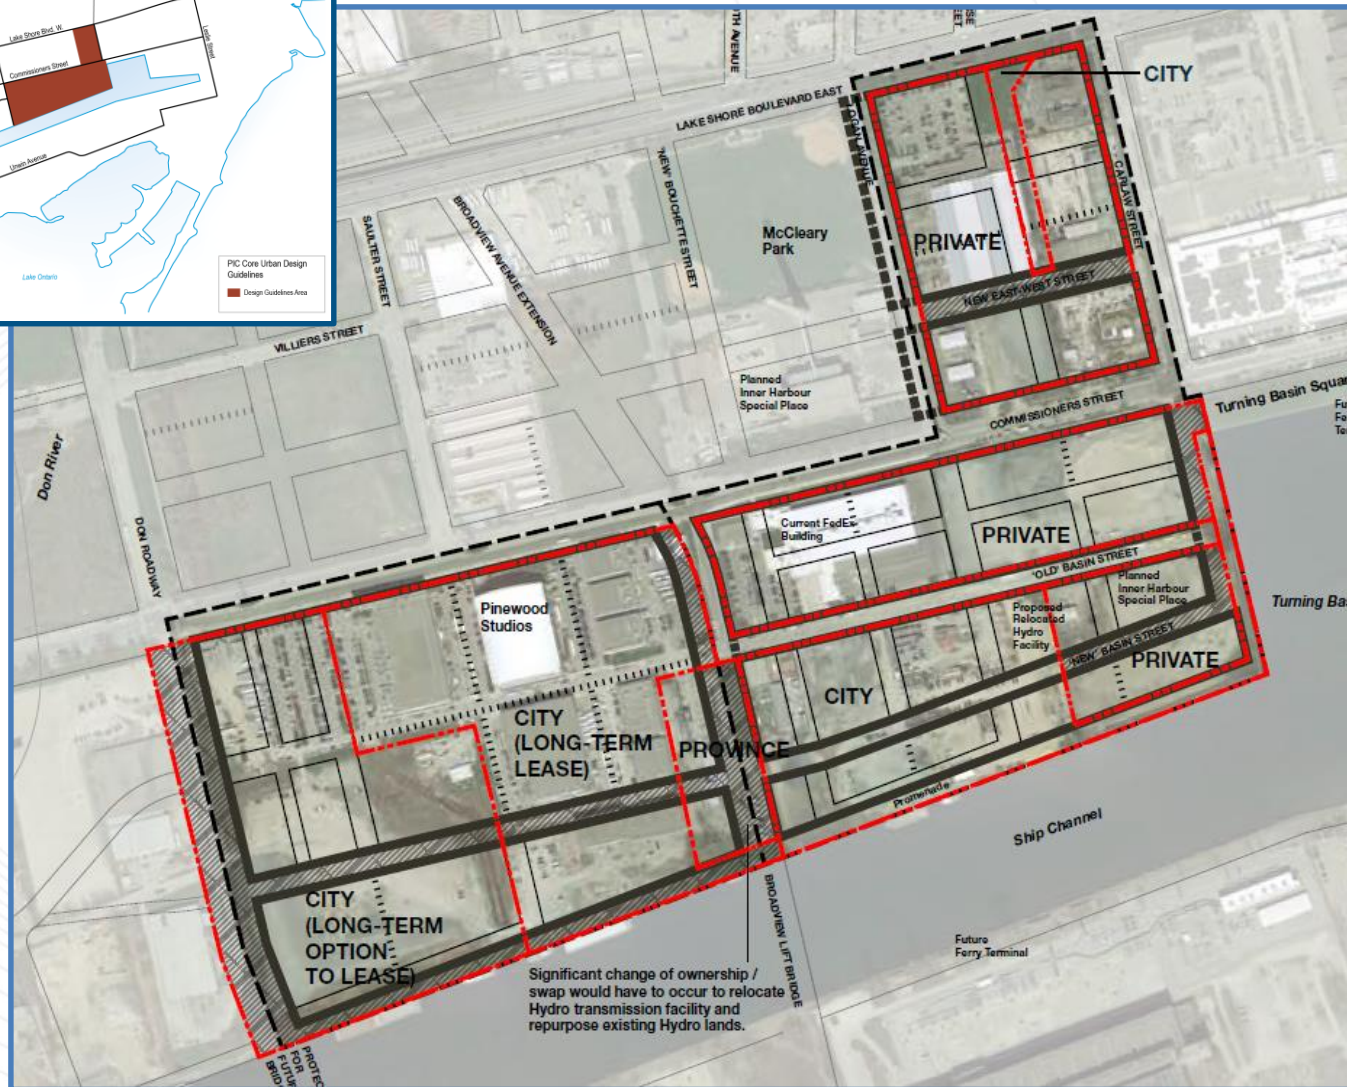 Lake Shore Blvd. W.
Leslie Street
Commissioners Street
Unwin Avenue
Lake Ontario
PIC Core Urban Design
Guidelines
Design Guidelines Area
CITY
LAKE SHORE BOULEVARD EAST
LOGAN AVENUE
CARLAW STREET
'NEW' BOUCHETTE STREET
BROADVIEW AVENUE EXTENSION
SAULTER STREET
McCleary
Park
PRIVATE
NEW EAST-WEST STREET
VILLIERS STREET
Planned
Inner Harbour
Special Place
COMMISSIONERS STREET
Don River
DON ROADWAY
Current FedEx
Building
PRIVATE
'OLD' BASIN STREET
Planned
Inner Harbour
Special Place
Pinewood
Studios
Proposed
Relocated
Hydro
Facility
'NEW' BASIN STREET
PRIVATE
CITY
CITY
(LONG-TERM
LEASE)
PROVINCE
Promenade
Ship Channel
CITY
(LONG-TERM
OPTION
TO LEASE)
BROADVIEW LIFT BRIDGE
Future
Ferry Terminal
Significant change of ownership /
swap would have to occur to relocate
Hydro transmission facility and
repurpose existing Hydro lands.
FOR